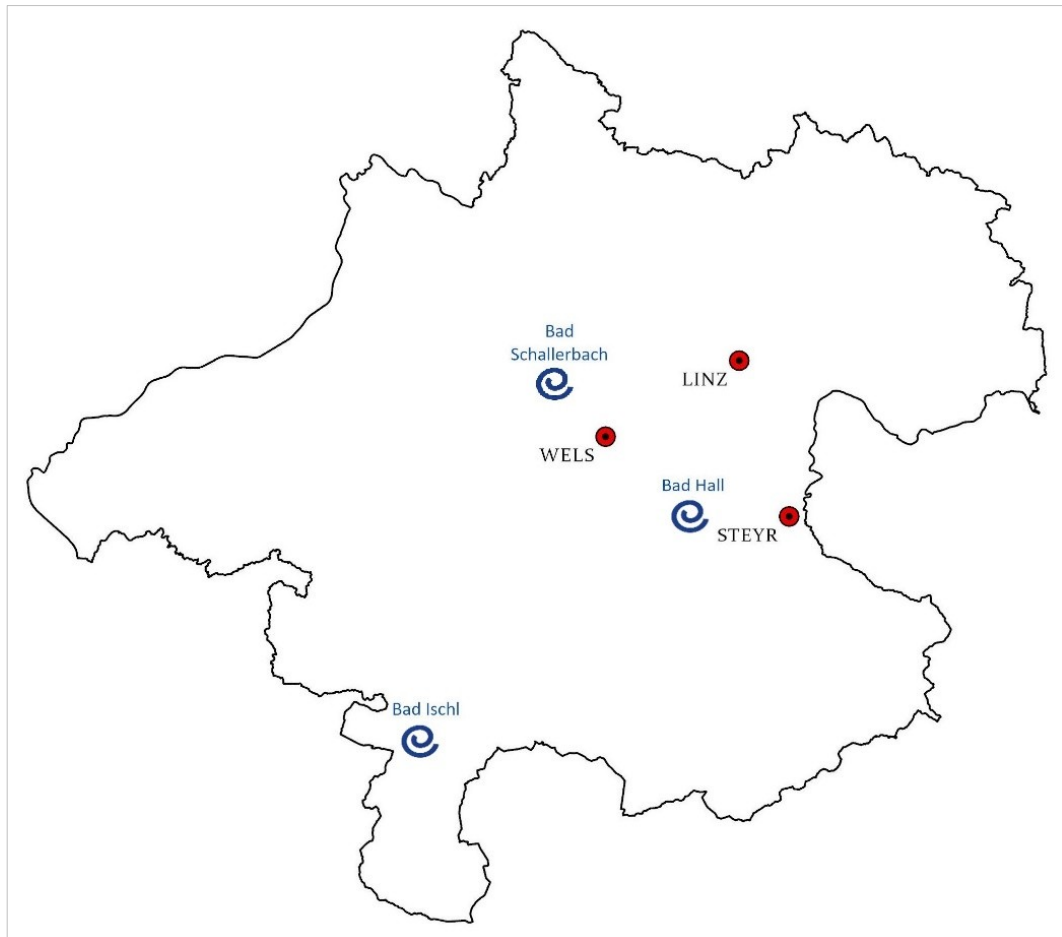 Bad
Schallerbach
LINZ
WELS
Bad Hall
STEYR
Bad Ischl